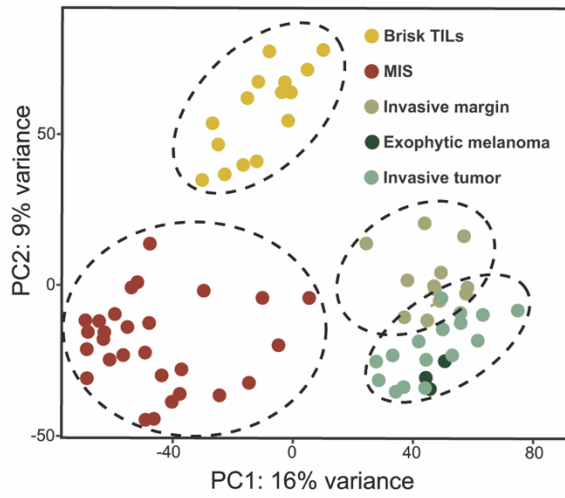 Brisk TILs
MIS
Invasive margin
Exophytic melanoma
Invasive tumor
PC2: 9% variance
50
0
-50
-40
0
40
80
PC1: 16% variance